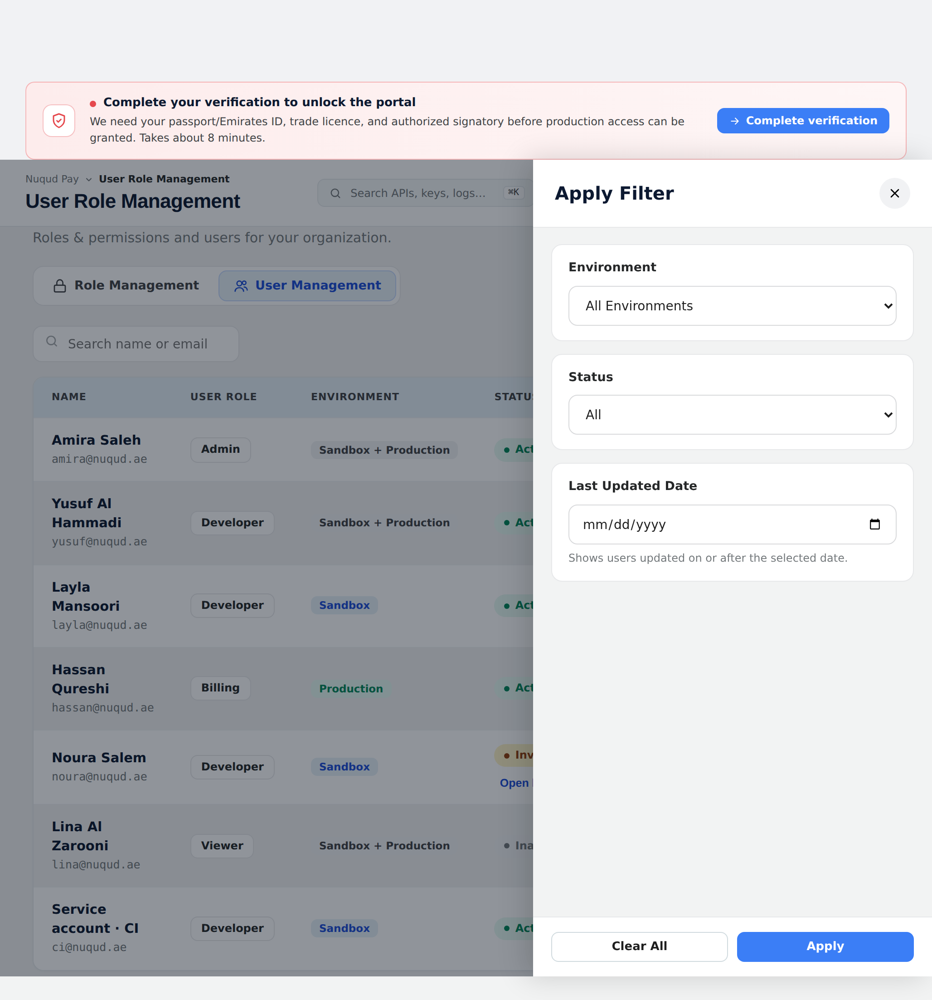 Complete your verification to unlock the portal
We need your passport/Emirates ID, trade licence, and authorized signatory before production access can be
granted. Takes about 8 minutes.
Complete verification
Nuqud Pay User Role Management
User Role Management
Search APIs, keys, logs... ⌘K
Roles & permissions and users for your organization.
Role Management
User Management
Search name or email
NAME USER ROLE ENVIRONMENT STATUS
Amira Saleh
amira@nuqud.ae
Admin
Sandbox + Production
Act
Yusuf Al
Hammadi
yusuf@nuqud.ae
Developer
Sandbox + Production
Act
Layla
Mansoori
layla@nuqud.ae
Developer
Sandbox
Act
Hassan
Qureshi
hassan@nuqud.ae
Billing
Production
Act
Noura Salem
noura@nuqud.ae
Developer
Sandbox
Inv
Open
Lina Al
Zarooni
lina@nuqud.ae
Viewer
Sandbox + Production
Ina
Service
account · CI
ci@nuqud.ae
Developer
Sandbox
Act
Apply Filter
Environment
All Environments
Status
All
Last Updated Date
mm/dd/yyyy
Shows users updated on or after the selected date.
Clear All
Apply